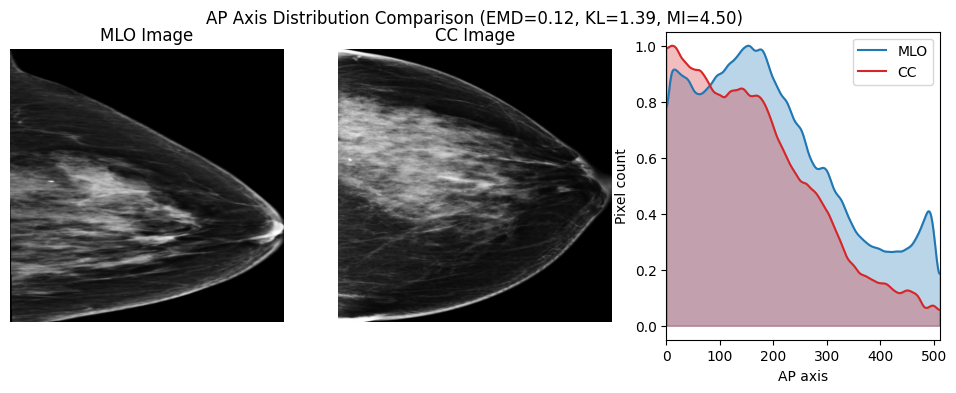 AP Axis Distribution Comparison (EMD=0.12, KL=1.39, MI=4.50)
MLO Image
CC Image
MLO
CC
1.0
0.8
0.6
0.4
0.2
0.0
Pixel count
0 100 200 300 400 500
AP axis